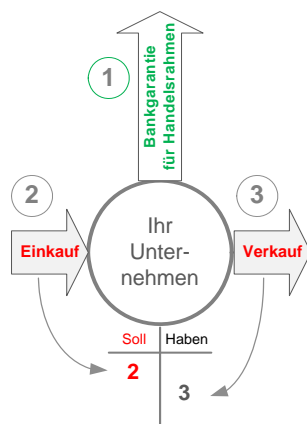 1
Bankgarantie
für Handelsrahmen
2
3
Einkauf
Ihr
Unter-
nehmen
Verkauf
Soll
Haben
2
3